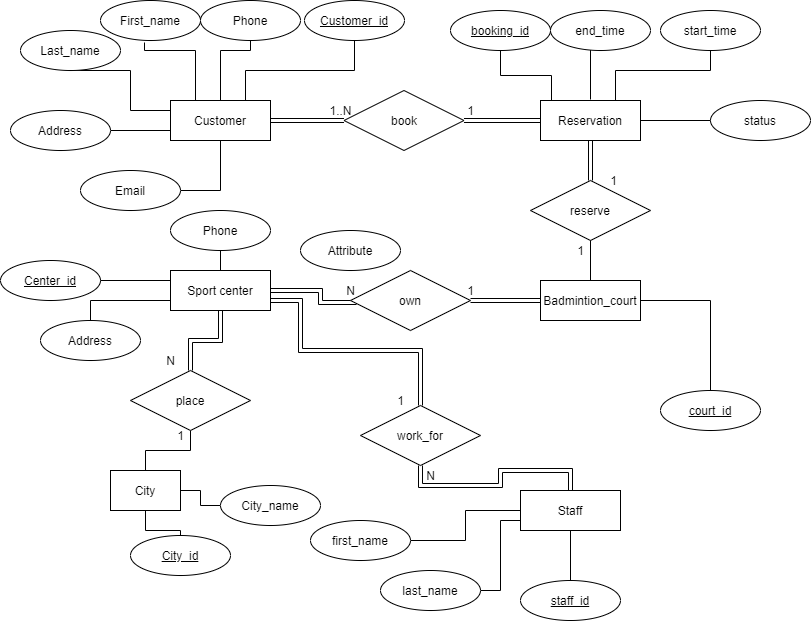 First_name
Phone
Customer_id
booking_id
end_time
start_time
Last_name
1..N
1
Customer
book
Reservation
status
Address
Email
1
reserve
Phone
Attribute
1
Center_id
Sport center
N
own
1
Badmintion_court
Address
N
place
1
1
work_for
court_id
N
City
City_name
Staff
first_name
City_id
last_name
staff_id